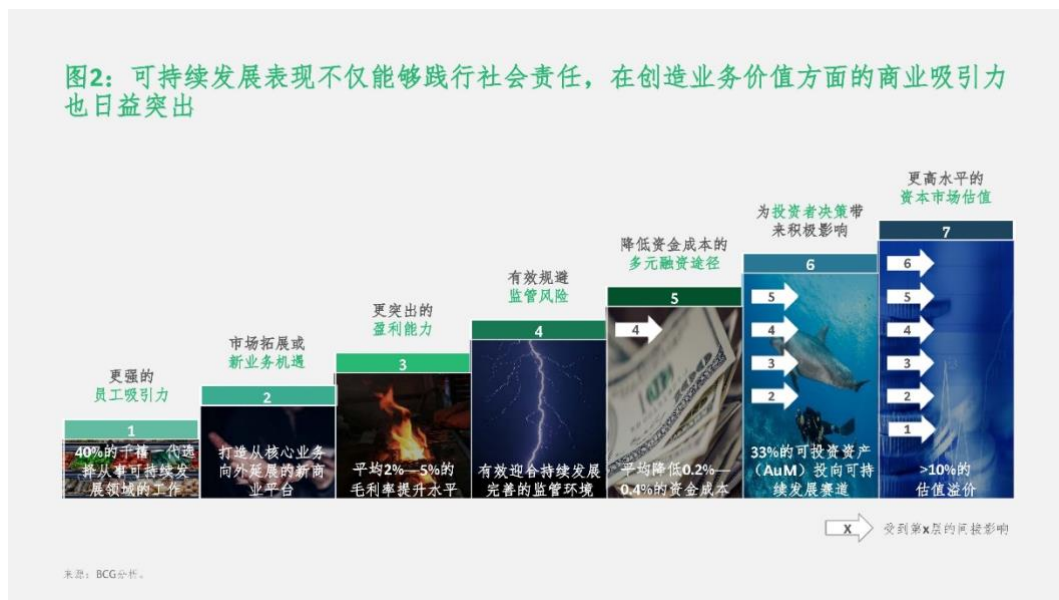 图2：可持续发展表现不仅能够践行社会责任，在创造业务价值方面的商业吸引力
也日益突出
更强的
员工吸引力
1
40%的千禧一代选
择从事可持续发
展领域的工作
市场拓展或
新业务机遇
2
打造从核心业务
向外延展的新商
业平台
更突出的
盈利能力
3
平均2%—5%的
毛利率提升水平
有效规避
监管风险
4
有效迎合持续发展
完善的监管环境
降低资金成本的
多元融资途径
5
4
平均降低0.2%—
0.4%的资金成本
为投资者决策带
来积极影响
6
5
4
3
2
33%的可投资资产
（AuM）投向可持
续发展赛道
更高水平的
资本市场估值
7
6
5
4
3
2
1
>10%的
估值溢价
X 受到第x层的间接影响
来源：BCG分析。